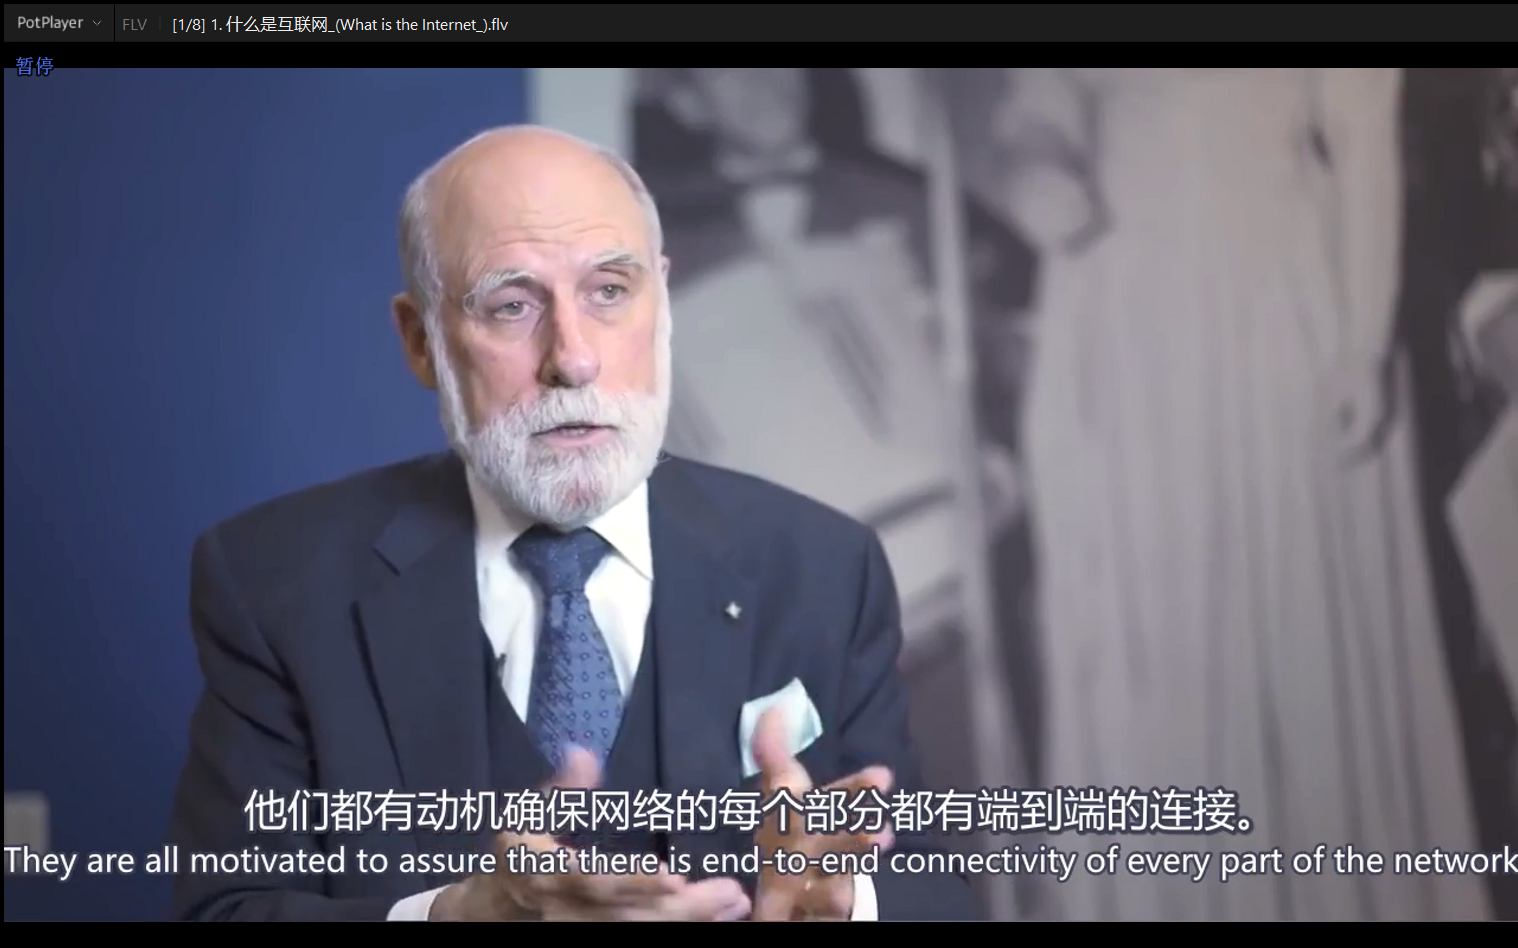 PotPlayer FLV [1/8] 1. 什么是互联网_(What is the Internet_).flv
暂停
他们都有动机确保网络的每个部分都有端到端的连接。
They are all motivated to assure that there is end-to-end connectivity of every part of the network